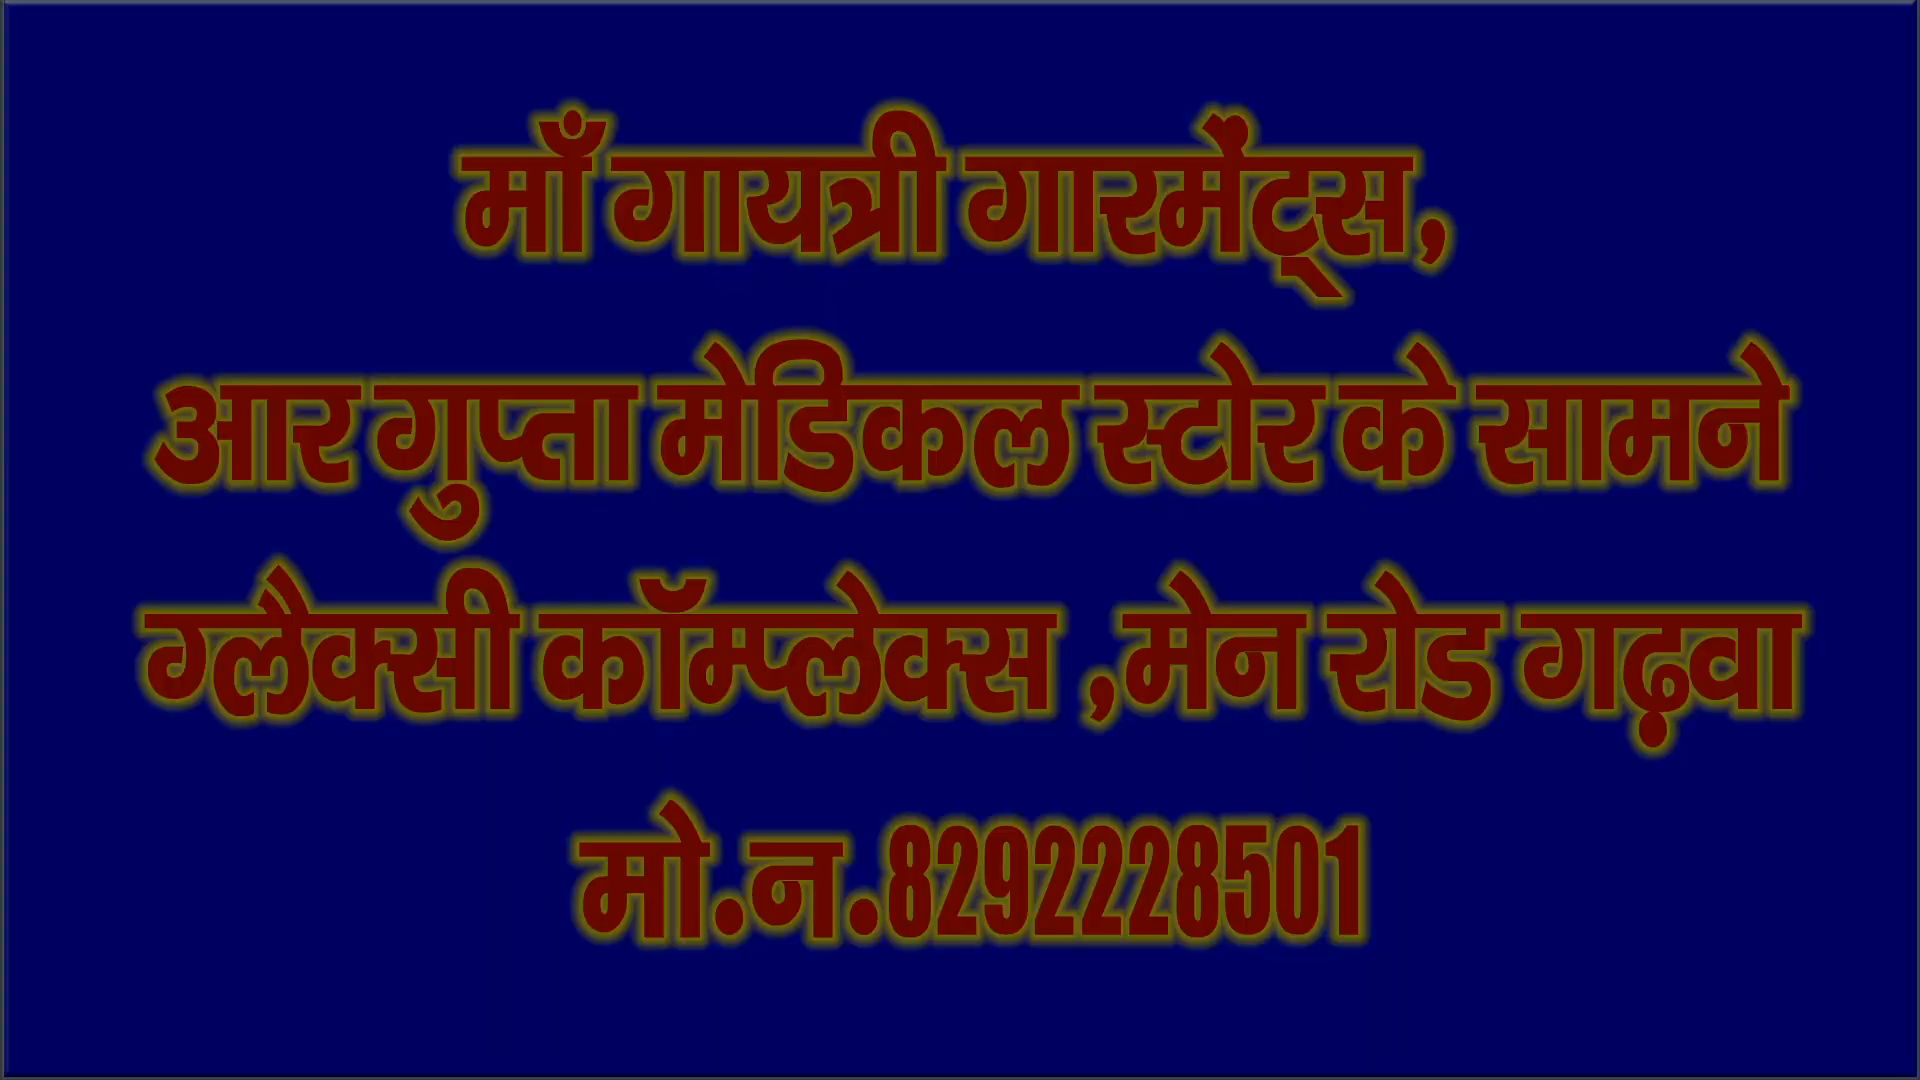 माँ गायत्री गारमेंट्स,
आर गुप्ता मेडिकल स्टोर के सामने
ग्लैक्सी कॉम्प्लेक्स ,मेन रोड गढ़वा
मो.न.8292228501